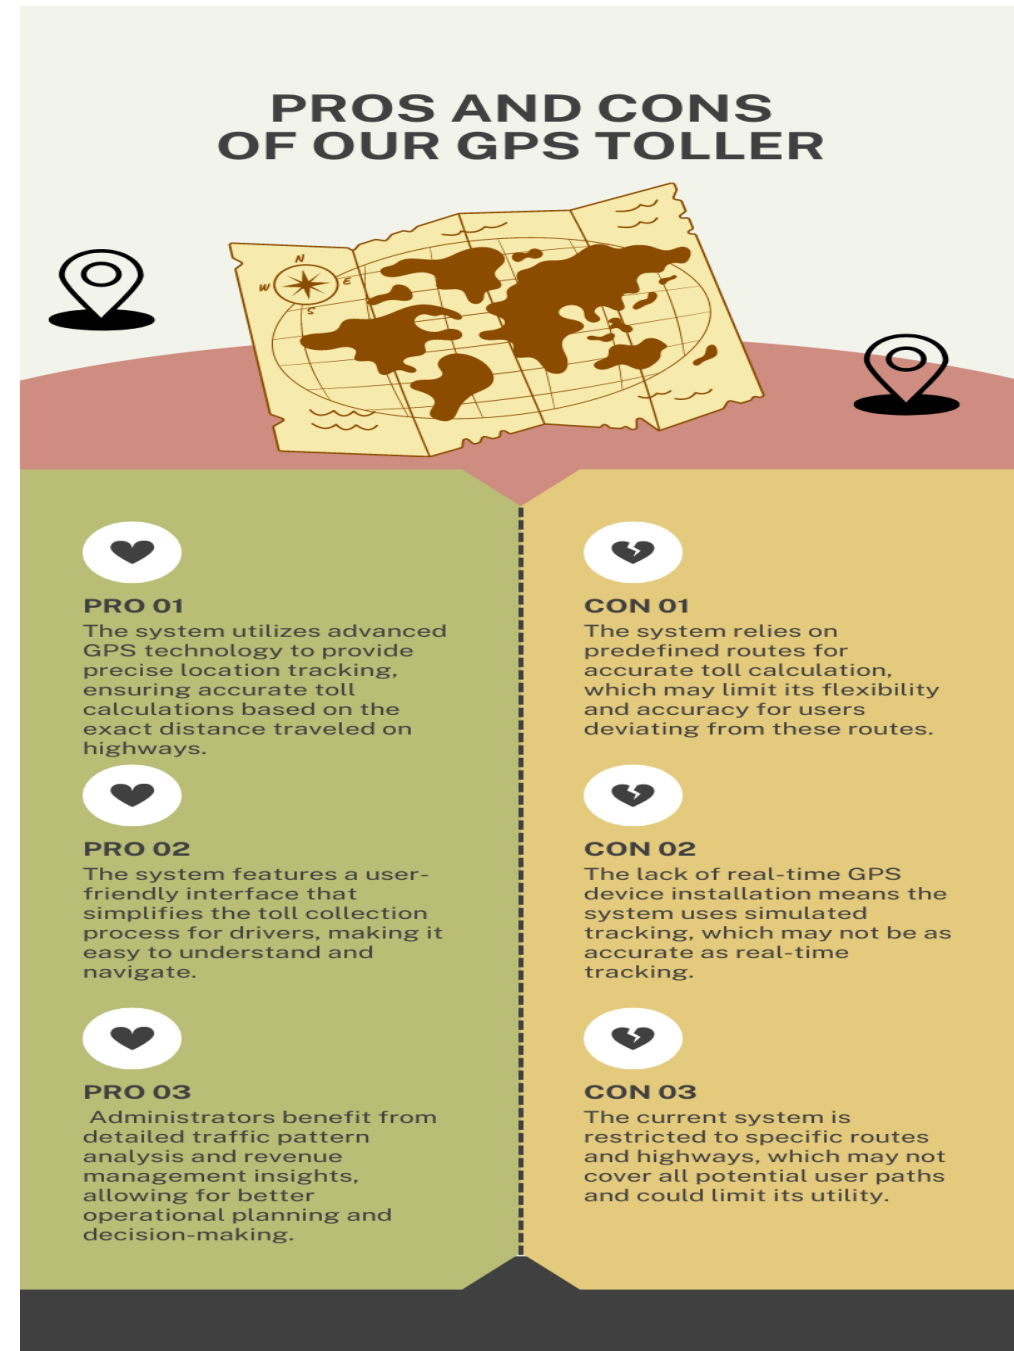 PROS AND CONS
OF OUR GPS TOLLER
N
W
E
S
PRO 01
The system utilizes advanced
GPS technology to provide
precise location tracking,
ensuring accurate toll
calculations based on the
exact distance traveled on
highways.
PRO 02
The system features a user-
friendly interface that
simplifies the toll collection
process for drivers, making it
easy to understand and
navigate.
PRO 03
Administrators benefit from
detailed traffic pattern
analysis and revenue
management insights,
allowing for better
operational planning and
decision-making.
CON 01
The system relies on
predefined routes for
accurate toll calculation,
which may limit its flexibility
and accuracy for users
deviating from these routes.
CON 02
The lack of real-time GPS
device installation means the
system uses simulated
tracking, which may not be as
accurate as real-time
tracking.
CON 03
The current system is
restricted to specific routes
and highways, which may not
cover all potential user paths
and could limit its utility.